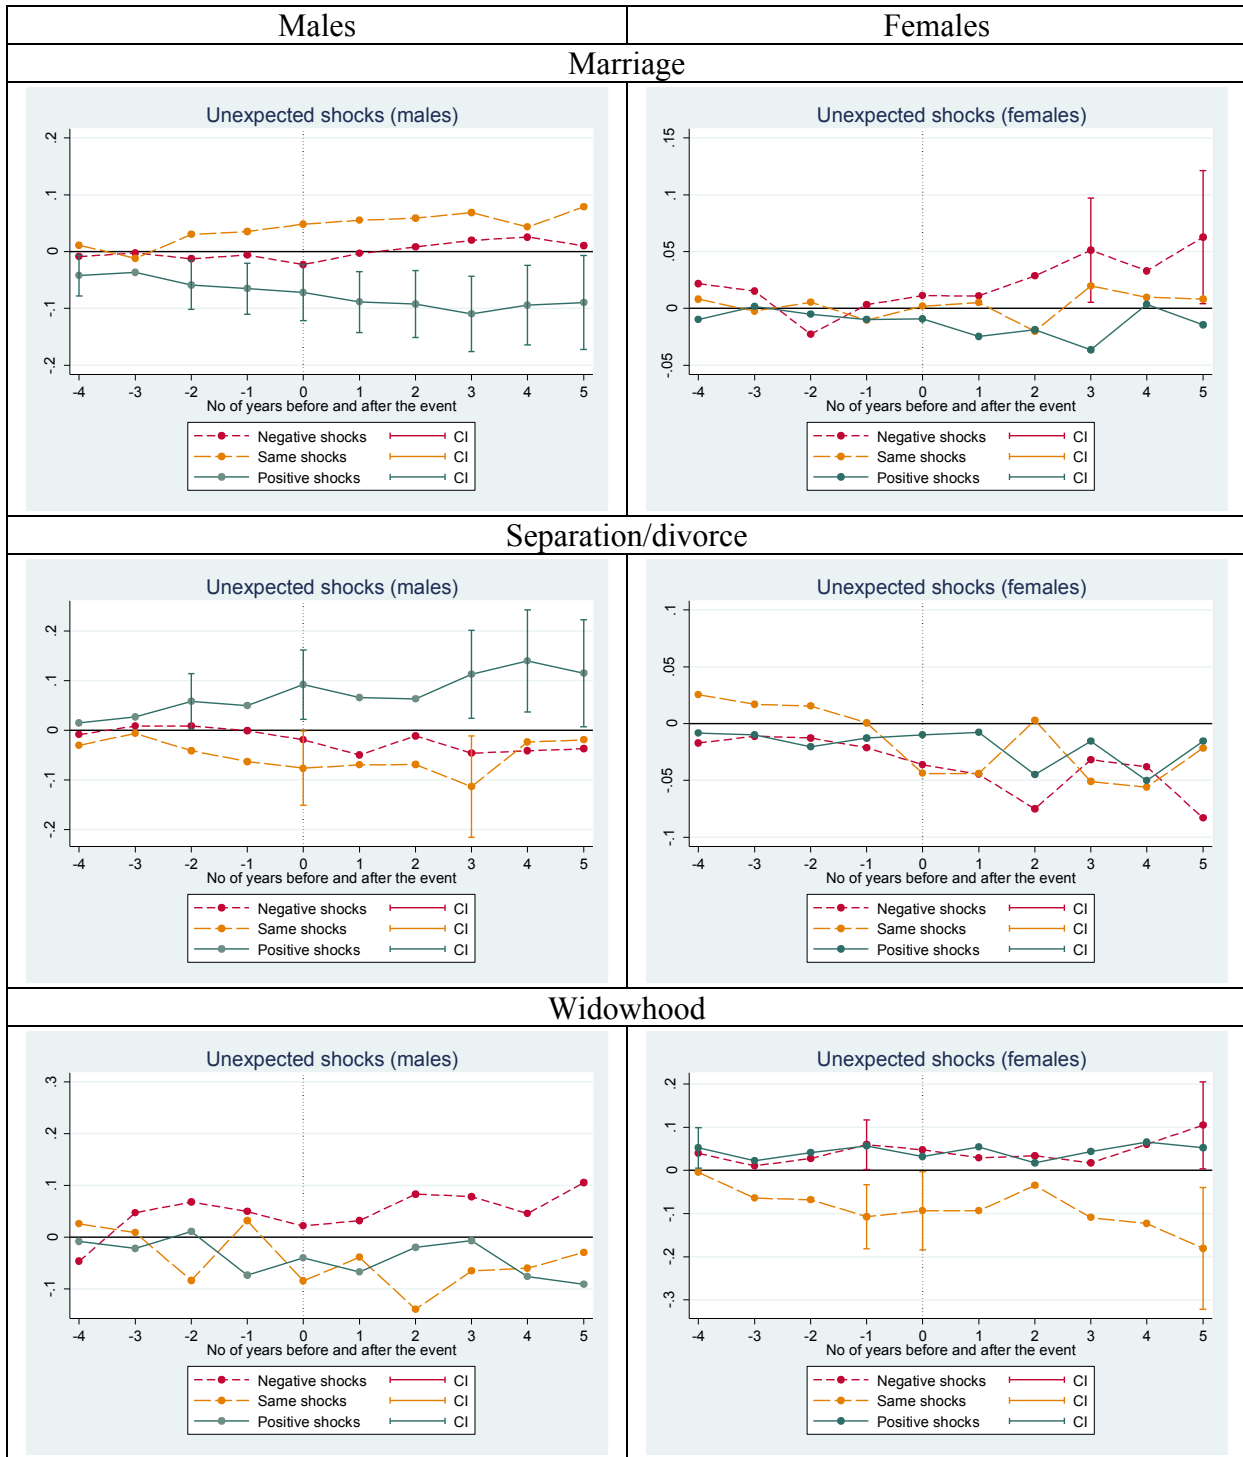 Males Females
Marriage
Unexpected shocks (males)
.2
.1
0
-.1
-.2
-4 -3 -2 -1 0 1 2 3 4 5
No of years before and after the event
Negative shocks CI
Same shocks CI
Positive shocks CI
Unexpected shocks (females)
.15
.1
.05
0
-.05
-4 -3 -2 -1 0 1 2 3 4 5
No of years before and after the event
Negative shocks CI
Same shocks CI
Positive shocks CI
Separation/divorce
Unexpected shocks (males)
.2
.1
0
-.1
-.2
-4 -3 -2 -1 0 1 2 3 4 5
No of years before and after the event
Negative shocks CI
Same shocks CI
Positive shocks CI
Unexpected shocks (females)
.1
.05
0
-.05
-.1
-4 -3 -2 -1 0 1 2 3 4 5
No of years before and after the event
Negative shocks CI
Same shocks CI
Positive shocks CI
Widowhood
Unexpected shocks (males)
.3
.1
0
-.1
-4 -3 -2 -1 0 1 2 3 4 5
No of years before and after the event
Negative shocks CI
Same shocks CI
Positive shocks CI
Unexpected shocks (females)
.2
.1
0
-.1
-.2
-.3
-4 -3 -2 -1 0 1 2 3 4 5
No of years before and after the event
Negative shocks CI
Same shocks CI
Positive shocks CI